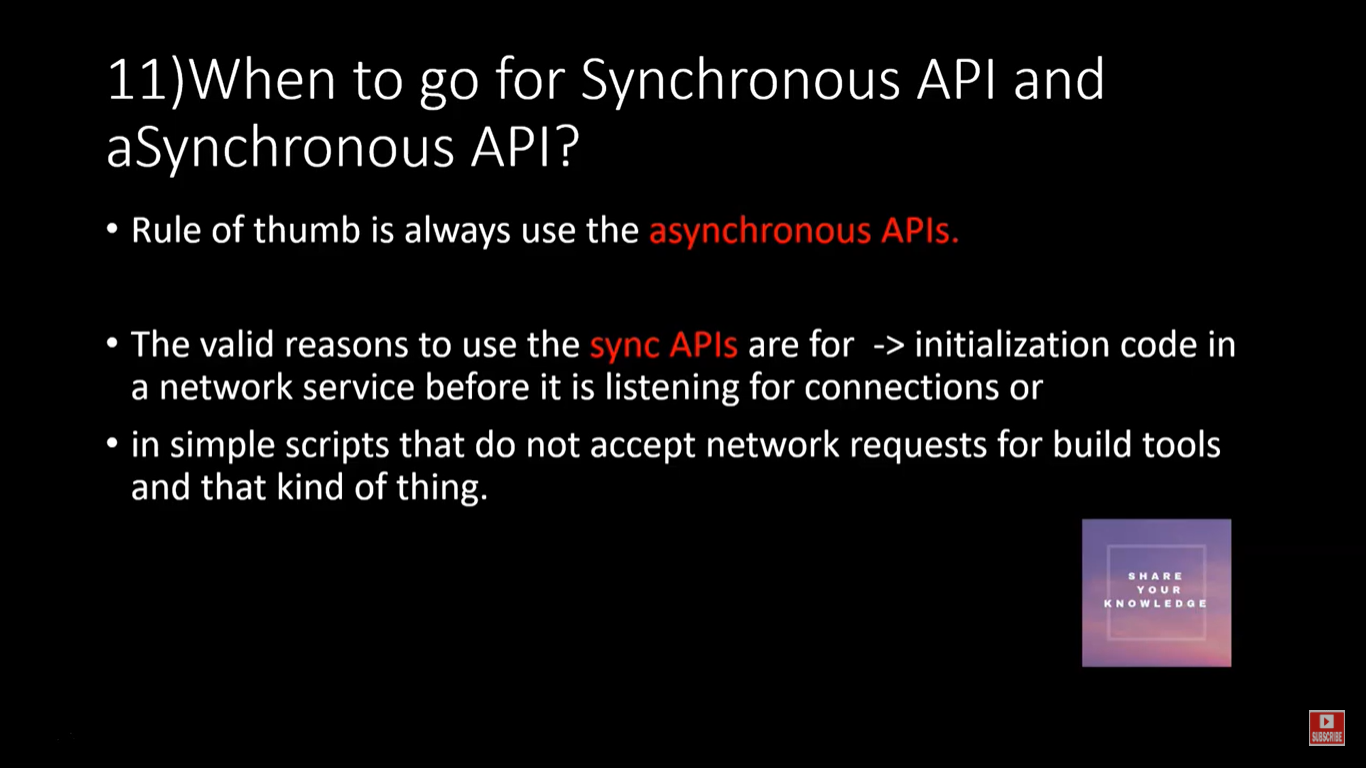 11)When to go for Synchronous API and
aSynchronous API?
• Rule of thumb is always use the asynchronous APIs.
• The valid reasons to use the sync APIs are for -> initialization code in
a network service before it is listening for connections or
• in simple scripts that do not accept network requests for build tools
and that kind of thing.
SHARE
YOUR
KNOWLEDGE
SUBSCRIBE